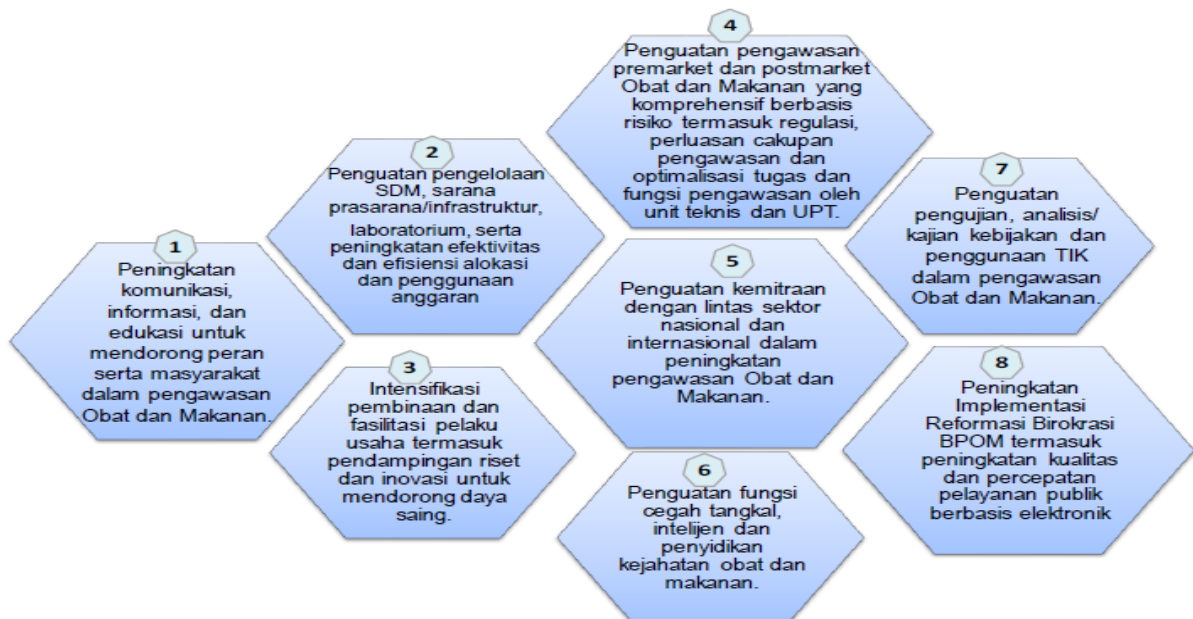 1
Peningkatan
komunikasi,
informasi, dan
edukasi untuk
mendorong peran
serta masyarakat
dalam pengawasan
Obat dan Makanan.
2
Penguatan pengelolaan
SDM, sarana
prasarana/infrastruktur,
laboratorium, serta
peningkatan efektivitas
dan efisiensi alokasi
dan penggunaan
anggaran
3
Intensifikasi
pembinaan dan
fasilitasi pelaku
usaha termasuk
pendampingan riset
dan inovasi untuk
mendorong daya
saing.
4
Penguatan pengawasan
premarket dan postmarket
Obat dan Makanan yang
komprehensif berbasis
risiko termasuk regulasi,
perluasan cakupan
pengawasan dan
optimalisasi tugas dan
fungsi pengawasan oleh
unit teknis dan UPT.
5
Penguatan kemitraan
dengan lintas sektor
nasional dan
internasional dalam
peningkatan
pengawasan Obat dan
Makanan.
6
Penguatan fungsi
cegah tangkal,
intelijen dan
penyidikan
kejahatan obat dan
makanan.
7
Penguatan
pengujian, analisis/
kajian kebijakan dan
penggunaan TIK
dalam pengawasan
Obat dan Makanan.
8
Peningkatan
Implementasi
Reformasi Birokrasi
BPOM termasuk
peningkatan kualitas
dan percepatan
pelayanan publik
berbasis elektronik